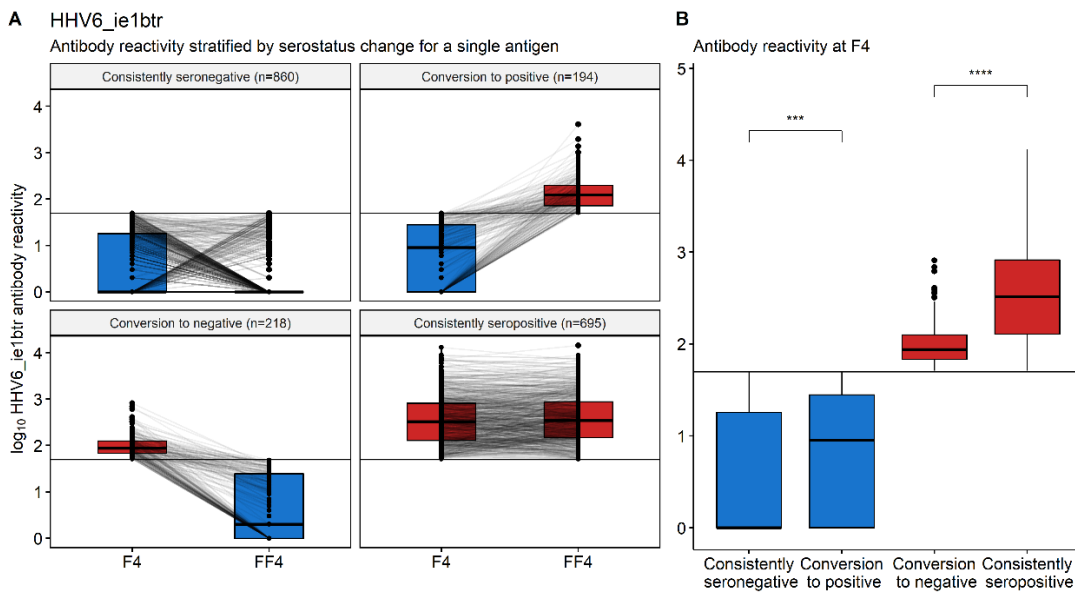 A
HHV6_ie1btr
Antibody reactivity stratified by serostatus change for a single antigen
Consistently seronegative (n=860)
Conversion to positive (n=194)
4
3
2
1
0
Conversion to negative (n=218)
Consistently seropositive (n=695)
4
3
2
1
0
log10 HHV6_ie1btr antibody reactivity
F4
FF4
F4
FF4
B
Antibody reactivity at F4
5
4
3
2
1
0
***
****
Consistently
seronegative
Conversion
to positive
Conversion
to negative
Consistently
seropositive